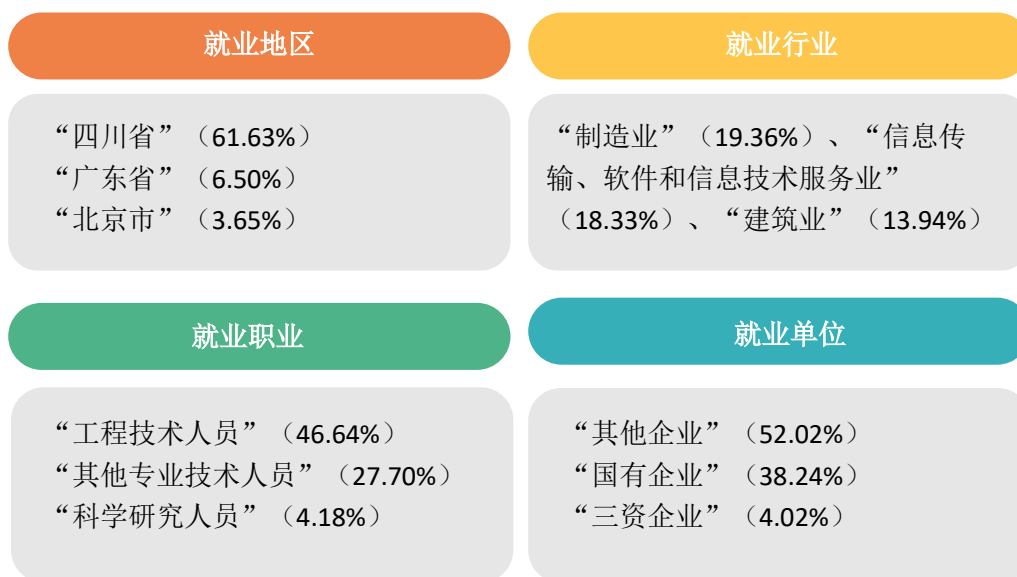 就业地区
“四川省”（61.63%）
“广东省”（6.50%）
“北京市”（3.65%）
就业行业
“制造业”（19.36%）、“信息传
输、软件和信息技术服务业”
（18.33%）、“建筑业”（13.94%）
就业职业
“工程技术人员”（46.64%）
“其他专业技术人员”（27.70%）
“科学研究人员”（4.18%）
就业单位
“其他企业”（52.02%）
“国有企业”（38.24%）
“三资企业”（4.02%）